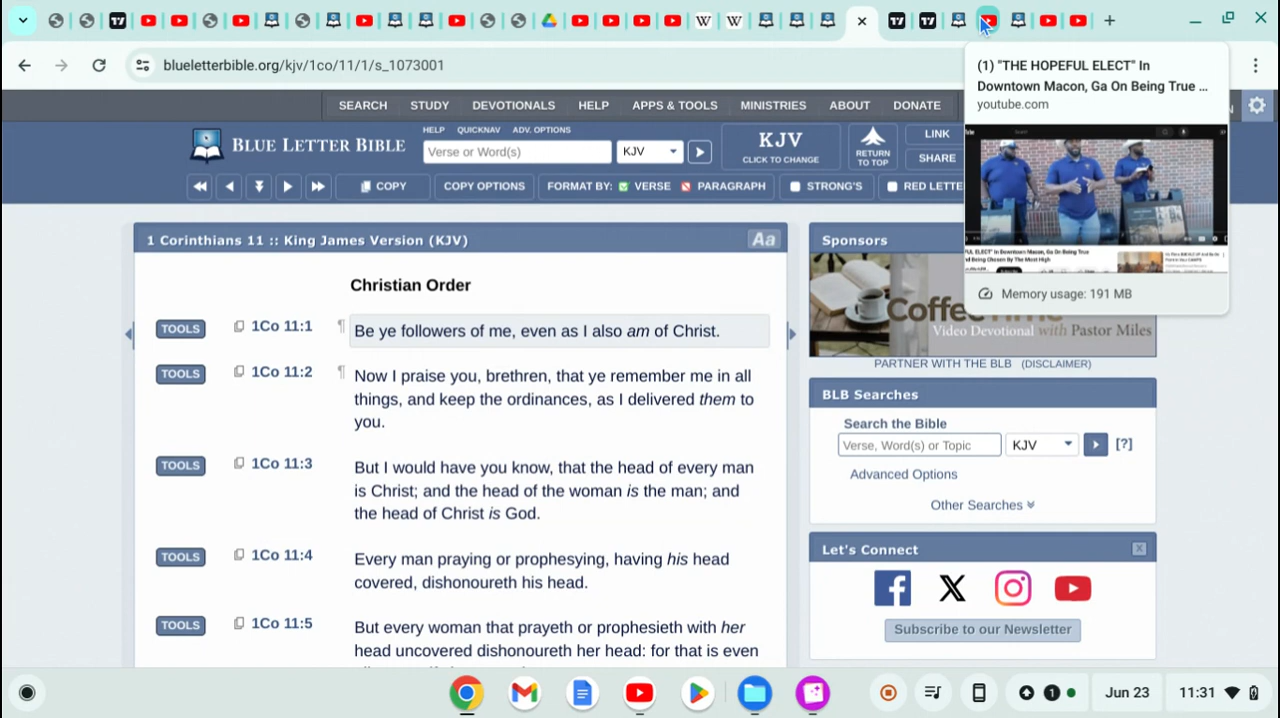 blueletterbible.org/kjv/1co/11/1/s_1073001
(1) "THE HOPEFUL ELECT" In
Downtown Macon, Ga On Being True ...
youtube.com
Memory usage: 191 MB
SEARCH STUDY DEVOTIONALS HELP APPS & TOOLS MINISTRIES ABOUT DONATE
BLUE LETTER BIBLE
HELP QUICKNAV ADV. OPTIONS
Verse or Word(s) KJV
KJV
CLICK TO CHANGE
RETURN
TO TOP
LINK
SHARE
COPY COPY OPTIONS FORMAT BY: VERSE PARAGRAPH STRONG'S RED LETTE
1 Corinthians 11 :: King James Version (KJV) Aa
Christian Order
TOOLS 1Co 11:1 ¶ Be ye followers of me, even as I also am of Christ.
TOOLS 1Co 11:2 ¶ Now I praise you, brethren, that ye remember me in all
things, and keep the ordinances, as I delivered them to
you.
TOOLS 1Co 11:3 But I would have you know, that the head of every man
is Christ; and the head of the woman is the man; and
the head of Christ is God.
TOOLS 1Co 11:4 Every man praying or prophesying, having his head
covered, dishonoureth his head.
TOOLS 1Co 11:5 But every woman that prayeth or prophesieth with her
head uncovered dishonoureth her head: for that is even
Sponsors
Video Devotional with Pastor Miles
PARTNER WITH THE BLB (DISCLAIMER)
BLB Searches
Search the Bible
Verse, Word(s) or Topic KJV [?]
Advanced Options
Other Searches
Let's Connect
Subscribe to our Newsletter
Jun 23 11:31